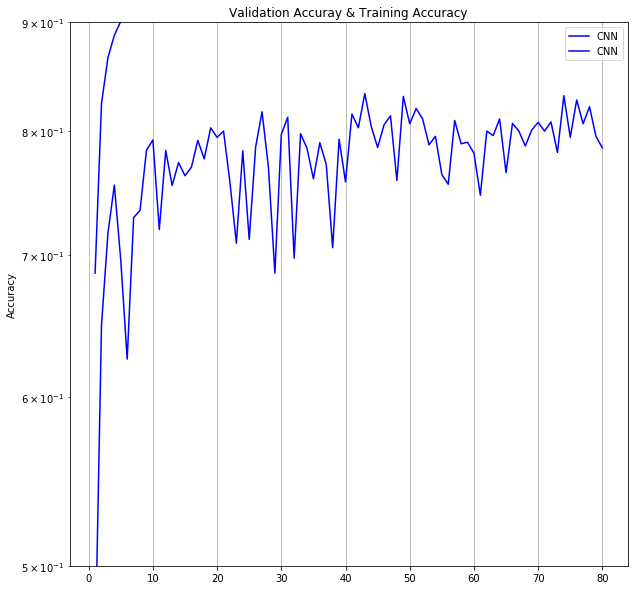 Validation Accuray & Training Accuracy
CNN
CNN
Accuracy
9 × 10⁻¹
8 × 10⁻¹
7 × 10⁻¹
6 × 10⁻¹
5 × 10⁻¹
0 10 20 30 40 50 60 70 80